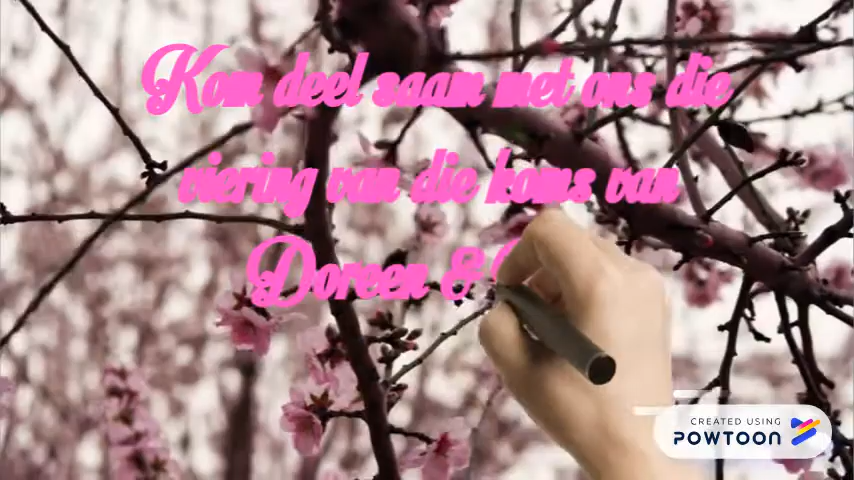 Kom deel saam met ons die
viering van die koms van
Doreen &
CREATED USING
POWTOON